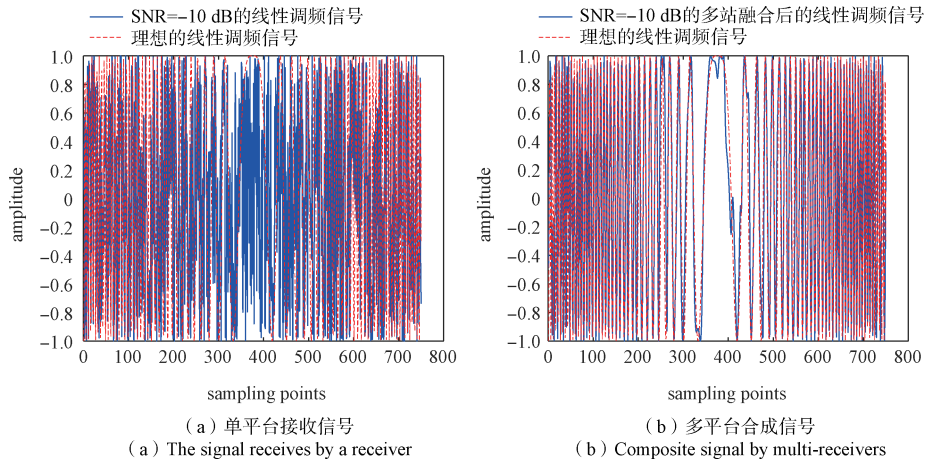 SNR=−10 dB的线性调频信号
理想的线性调频信号
1.0
0.8
0.6
0.4
0.2
0
−0.2
−0.4
−0.6
−0.8
−1.0
amplitude
0 100 200 300 400 500 600 700 800
sampling points
（a）单平台接收信号
（a）The signal receives by a receiver
SNR=−10 dB的多站融合后的线性调频信号
理想的线性调频信号
1.0
0.8
0.6
0.4
0.2
0
−0.2
−0.4
−0.6
−0.8
−1.0
amplitude
0 100 200 300 400 500 600 700 800
sampling points
（b）多平台合成信号
（b）Composite signal by multi-receivers